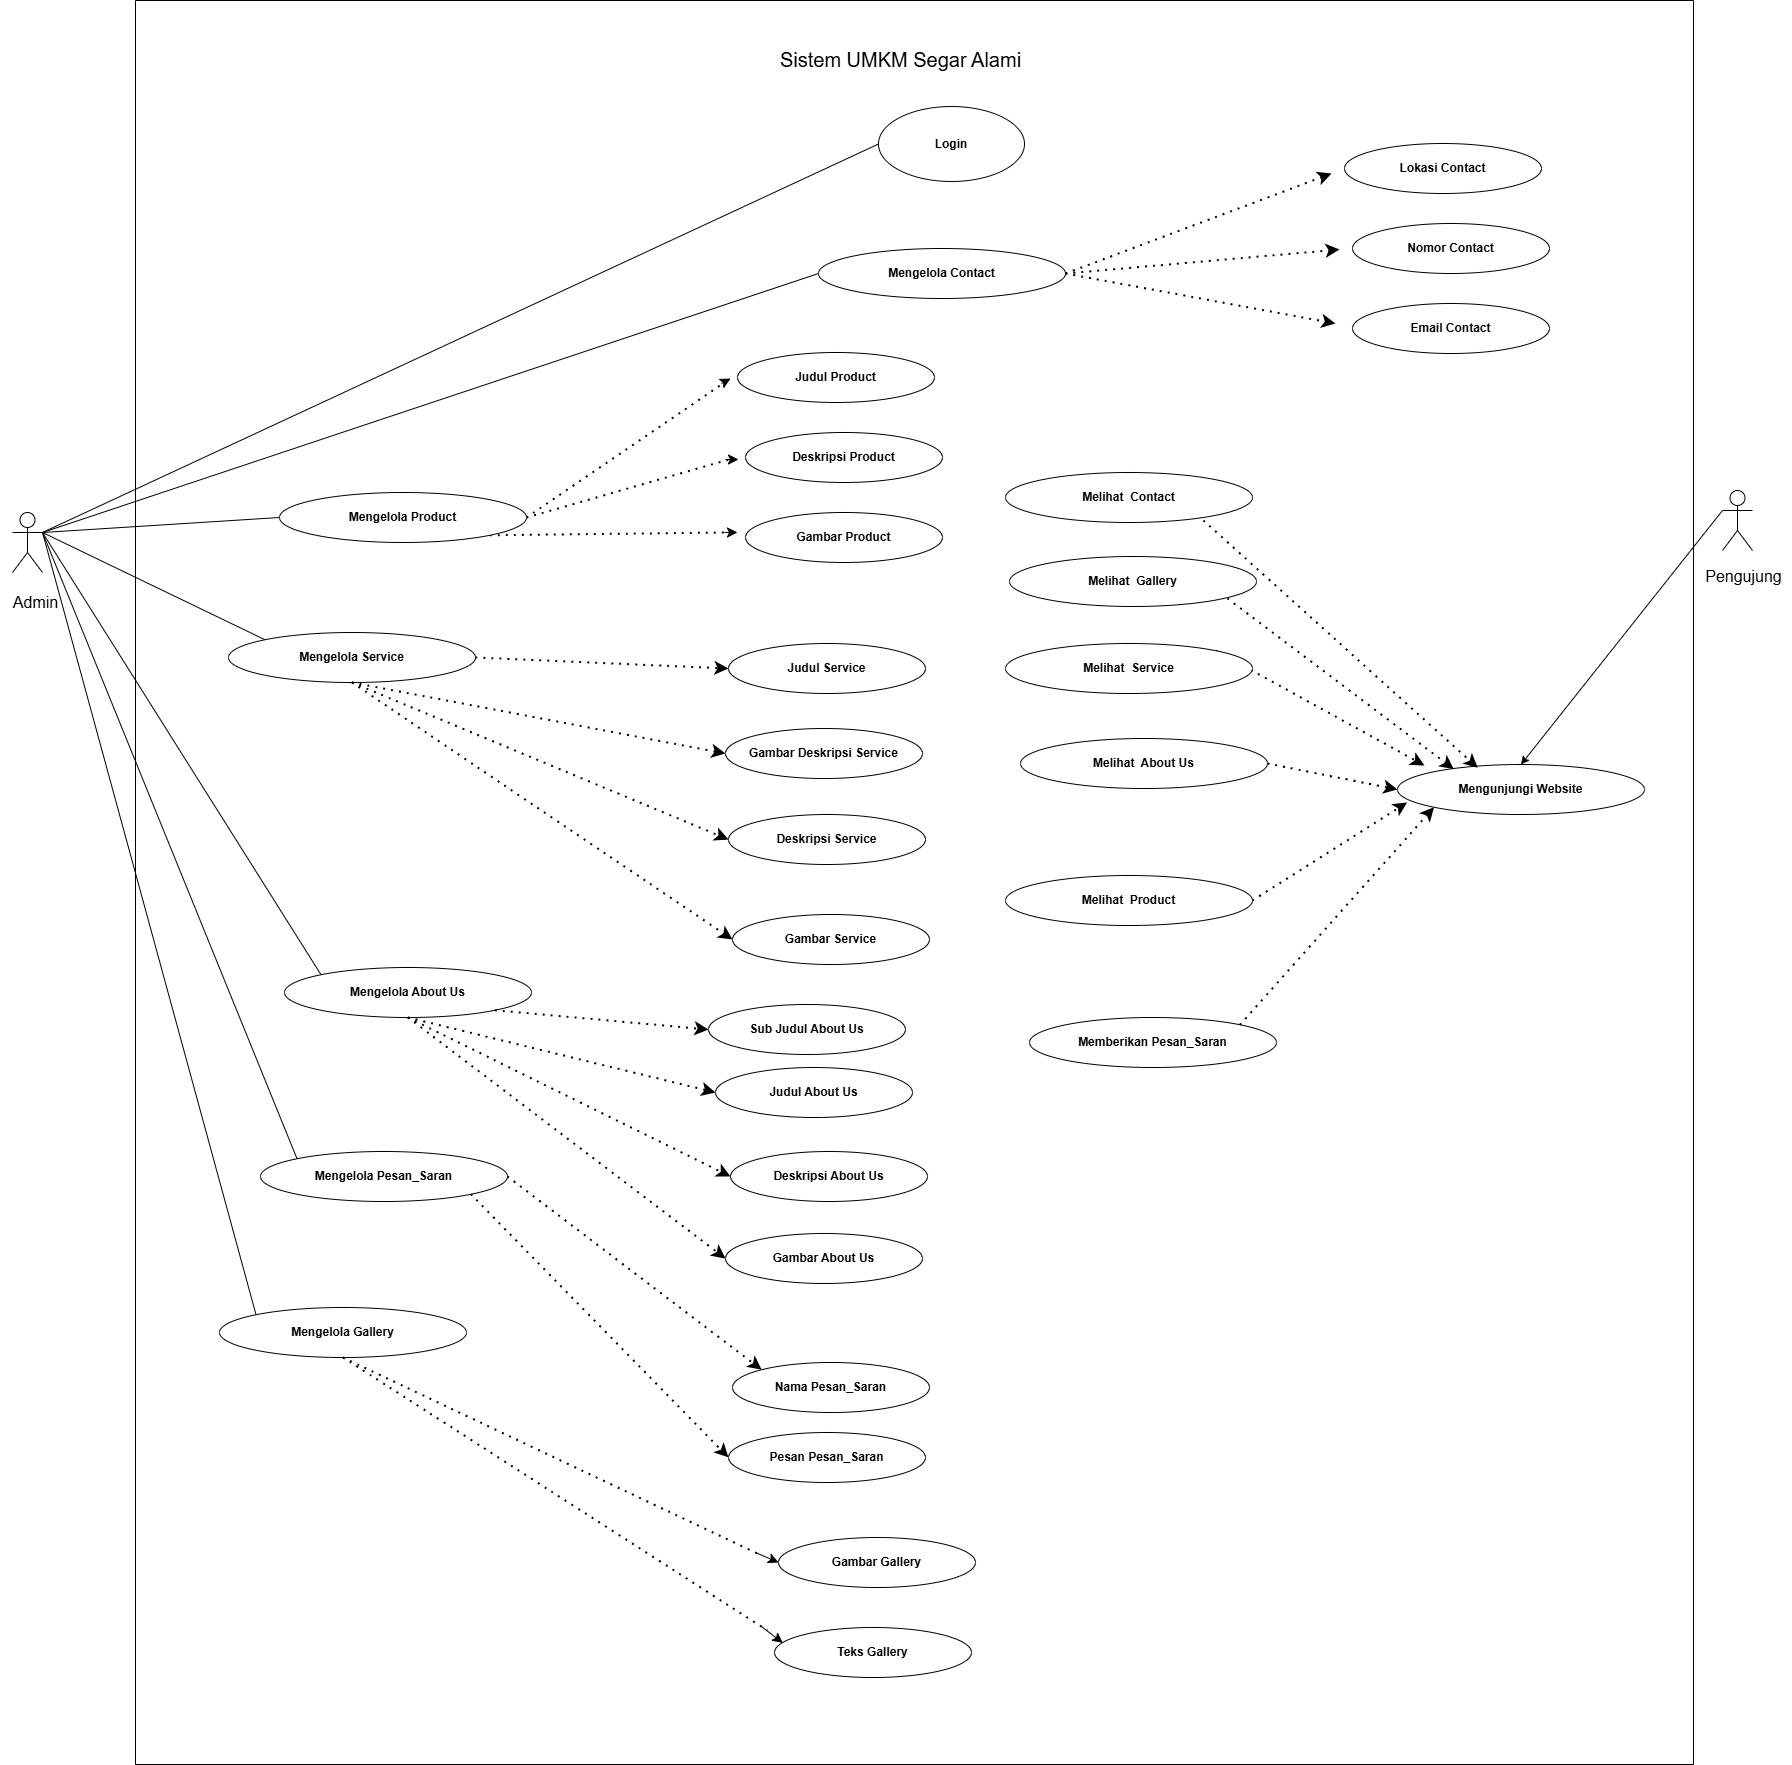 Sistem UMKM Segar Alami
Login
Lokasi Contact
Nomor Contact
Mengelola Contact
Email Contact
Judul Product
Deskripsi Product
Mengelola Product
Gambar Product
Melihat  Contact
Melihat  Gallery
Admin
Pengujung
Mengelola Service
Judul Service
Melihat  Service
Gambar Deskripsi Service
Melihat  About Us
Mengunjungi Website
Deskripsi Service
Melihat  Product
Gambar Service
Mengelola About Us
Sub Judul About Us
Memberikan Pesan_Saran
Judul About Us
Mengelola Pesan_Saran
Deskripsi About Us
Gambar About Us
Mengelola Gallery
Nama Pesan_Saran
Pesan Pesan_Saran
Gambar Gallery
Teks Gallery